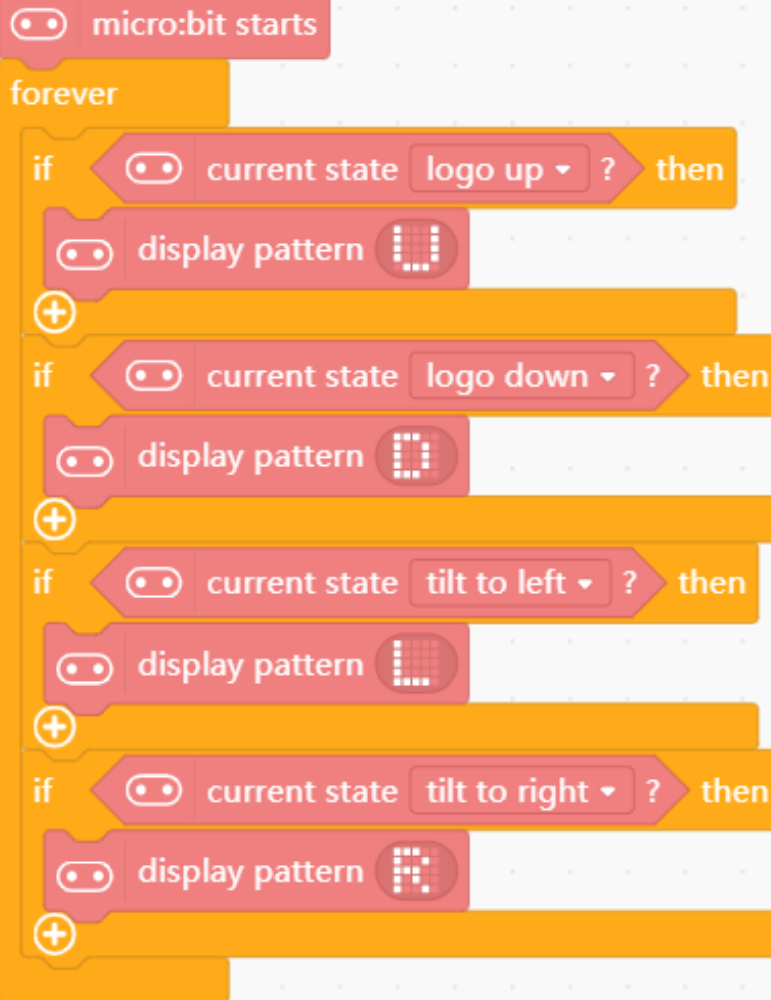 micro:bit starts
forever
if current state logo up ? then
display pattern U
if current state logo down ? then
display pattern D
if current state tilt to left ? then
display pattern L
if current state tilt to right ? then
display pattern R